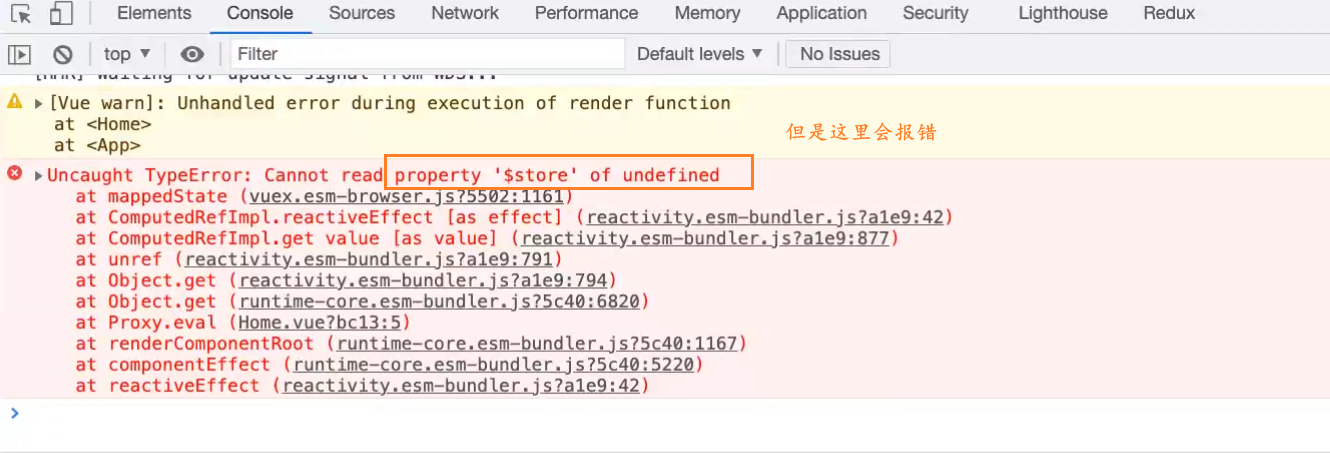 Elements Console Sources Network Performance Memory Application Security Lighthouse Redux
top ▼ Filter Default levels ▼ No Issues
[HMR] Waiting for update signal from WDS...
[Vue warn]: Unhandled error during execution of render function
at <Home>
但是这里会报错
at <App>
Uncaught TypeError: Cannot read property '$store' of undefined
at mappedState (vuex.esm-browser.js?5502:1161)
at ComputedRefImpl.reactiveEffect [as effect] (reactivity.esm-bundler.js?a1e9:42)
at ComputedRefImpl.get value [as value] (reactivity.esm-bundler.js?a1e9:877)
at unref (reactivity.esm-bundler.js?a1e9:791)
at Object.get (reactivity.esm-bundler.js?a1e9:794)
at Object.get (runtime-core.esm-bundler.js?5c40:6820)
at Proxy.eval (Home.vue?bc13:5)
at renderComponentRoot (runtime-core.esm-bundler.js?5c40:1167)
at componentEffect (runtime-core.esm-bundler.js?5c40:5220)
at reactiveEffect (reactivity.esm-bundler.js?a1e9:42)